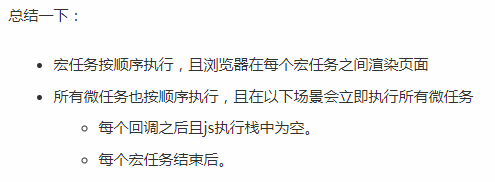 总结一下：
宏任务按顺序执行，且浏览器在每个宏任务之间渲染页面
所有微任务也按顺序执行，且在以下场景会立即执行所有微任务
每个回调之后且js执行栈中为空。
每个宏任务结束后。